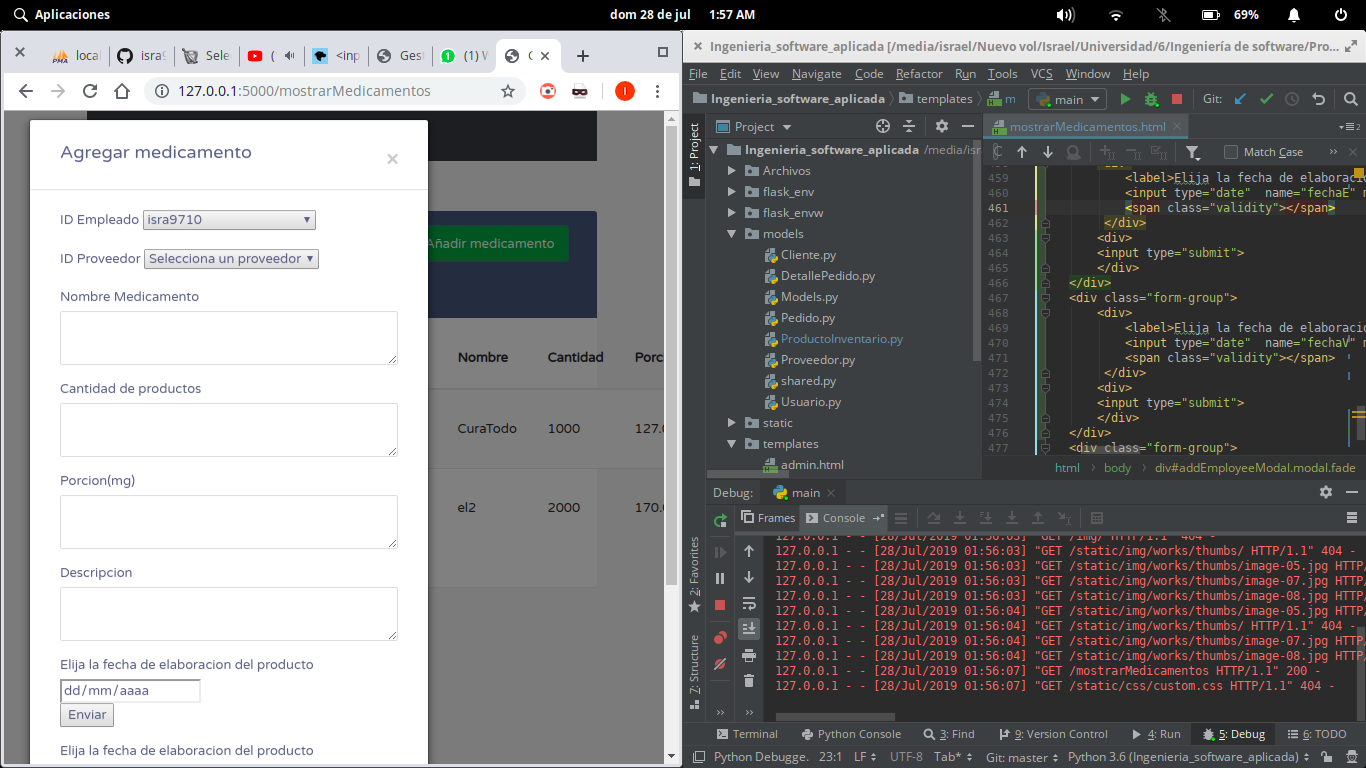 Aplicaciones
dom 28 de jul 1:57 AM
69%
local
isra9
Sele
(
<inp
Gest
(1) W
127.0.0.1:5000/mostrarMedicamentos
I
Agregar medicamento
×
ID Empleado isra9710
ID Proveedor Selecciona un proveedor
Nombre Medicamento
Cantidad de productos
Porcion(mg)
Descripcion
Elija la fecha de elaboracion del producto
dd/mm/aaaa
Enviar
Elija la fecha de elaboracion del producto
Añadir medicamento
Nombre Cantidad Porc
CuraTodo 1000 127.
el2 2000 170.
Ingenieria_software_aplicada [/media/israel/Nuevo vol/Israel/Universidad/6/Ingeniería de software/Pro...
File Edit View Navigate Code Refactor Run Tools VCS Window Help
Ingenieria_software_aplicada templates m main Git:
1: Project
Project
Ingenieria_software_aplicada /media/isr
Archivos
flask_env
flask_envw
models
Cliente.py
DetallePedido.py
Models.py
Pedido.py
ProductoInventario.py
Proveedor.py
shared.py
Usuario.py
static
templates
admin.html
mostrarMedicamentos.html
2
Match Case
459 <label>Elija la fecha de elaboracio
460 <input type="date" name="fechaE"
461 <span class="validity"></span>
462 </div>
463 <div>
464 <input type="submit">
465 </div>
466 </div>
467 <div class="form-group">
468 <div>
469 <label>Elija la fecha de elaboracio
470 <input type="date" name="fechaV"
471 <span class="validity"></span>
472 </div>
473 <div>
474 <input type="submit">
475 </div>
476 </div>
477 <div class="form-group">
html body div#addEmployeeModal.modal.fade
Debug: main
Frames Console
2: Favorites
7: Structure
127.0.0.1 - - [28/Jul/2019 01:56:03] "GET /img/ HTTP/1.1" 404 -
127.0.0.1 - - [28/Jul/2019 01:56:03] "GET /static/img/works/thumbs/ HTTP/1.1" 404 -
127.0.0.1 - - [28/Jul/2019 01:56:03] "GET /static/img/works/thumbs/image-05.jpg HTTP/
127.0.0.1 - - [28/Jul/2019 01:56:03] "GET /static/img/works/thumbs/image-07.jpg HTTP/
127.0.0.1 - - [28/Jul/2019 01:56:03] "GET /static/img/works/thumbs/image-08.jpg HTTP/
127.0.0.1 - - [28/Jul/2019 01:56:04] "GET /static/img/works/thumbs/image-05.jpg HTTP/
127.0.0.1 - - [28/Jul/2019 01:56:04] "GET /static/img/works/thumbs/ HTTP/1.1" 404 -
127.0.0.1 - - [28/Jul/2019 01:56:04] "GET /static/img/works/thumbs/image-07.jpg HTTP/
127.0.0.1 - - [28/Jul/2019 01:56:04] "GET /static/img/works/thumbs/image-08.jpg HTTP/
127.0.0.1 - - [28/Jul/2019 01:56:07] "GET /mostrarMedicamentos HTTP/1.1" 200 -
127.0.0.1 - - [28/Jul/2019 01:56:07] "GET /static/css/custom.css HTTP/1.1" 404 -
Terminal Python Console 3: Find 9: Version Control 4: Run 5: Debug 6: TODO
Python Debugge. 23:1 LF UTF-8 Tab* Git: master Python 3.6 (Ingenieria_software_aplicada)